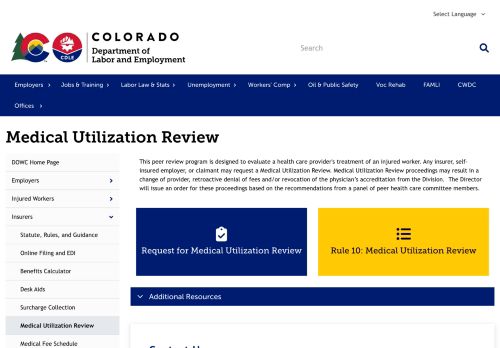 Select Language
COLORADO
Department of
Labor and Employment
CDLE
Search
Employers
Jobs & Training
Labor Law & Stats
Unemployment
Workers' Comp
Oil & Public Safety
Voc Rehab
FAMLI
CWDC
Offices
Medical Utilization Review
DOWC Home Page
Employers
Injured Workers
Insurers
Statute, Rules, and Guidance
Online Filing and EDI
Benefits Calculator
Desk Aids
Surcharge Collection
Medical Utilization Review
Medical Fee Schedule
This peer review program is designed to evaluate a health care provider's treatment of an injured worker. Any insurer, self-
insured employer, or claimant may request a Medical Utilization Review. Medical Utilization Review proceedings may result in a
change of provider, retroactive denial of fees and/or revocation of the physician's accreditation from the Division. The Director
will issue an order for these proceedings based on the recommendations from a panel of peer health care committee members.
Request for Medical Utilization Review
Rule 10: Medical Utilization Review
Additional Resources